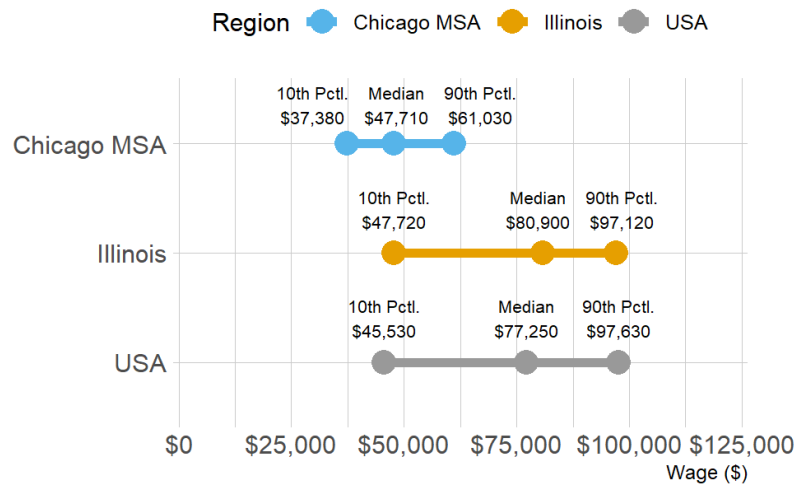 Region Chicago MSA Illinois USA
10th Pctl. Median 90th Pctl.
$37,380 $47,710 $61,030
Chicago MSA
10th Pctl. Median 90th Pctl.
$47,720 $80,900 $97,120
Illinois
10th Pctl. Median 90th Pctl.
$45,530 $77,250 $97,630
USA
$0 $25,000 $50,000 $75,000 $100,000 $125,000
Wage ($)